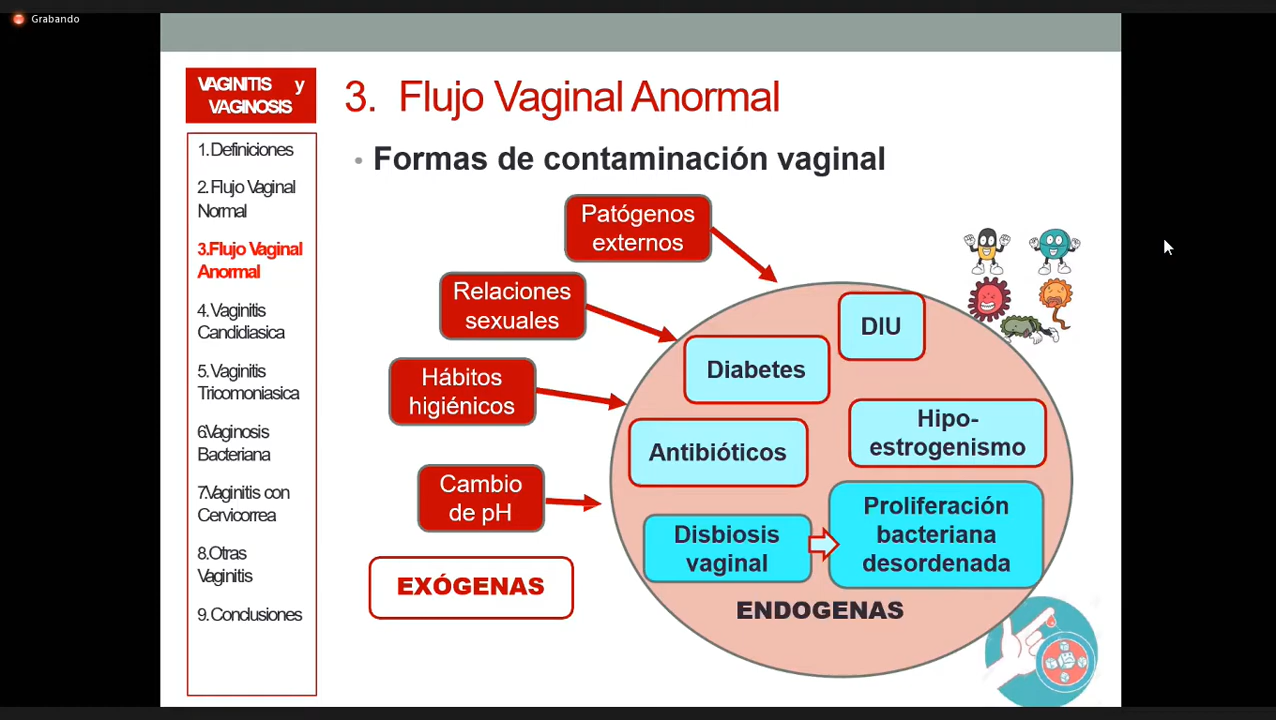 Grabando
VAGINITIS y
VAGINOSIS
1.Definiciones
2. Flujo Vaginal
Normal
3.Flujo Vaginal
Anormal
4. Vaginitis
Candidiasica
5. Vaginitis
Tricomoniasica
6.Vaginosis
Bacteriana
7.Vaginitis con
Cervicorrea
8.Otras
Vaginitis
9. Conclusiones
3. Flujo Vaginal Anormal
• Formas de contaminación vaginal
Patógenos
externos
Relaciones
sexuales
Hábitos
higiénicos
Cambio
de pH
EXÓGENAS
DIU
Diabetes
Antibióticos
Hipo-
estrogenismo
Disbiosis
vaginal
Proliferación
bacteriana
desordenada
ENDOGENAS